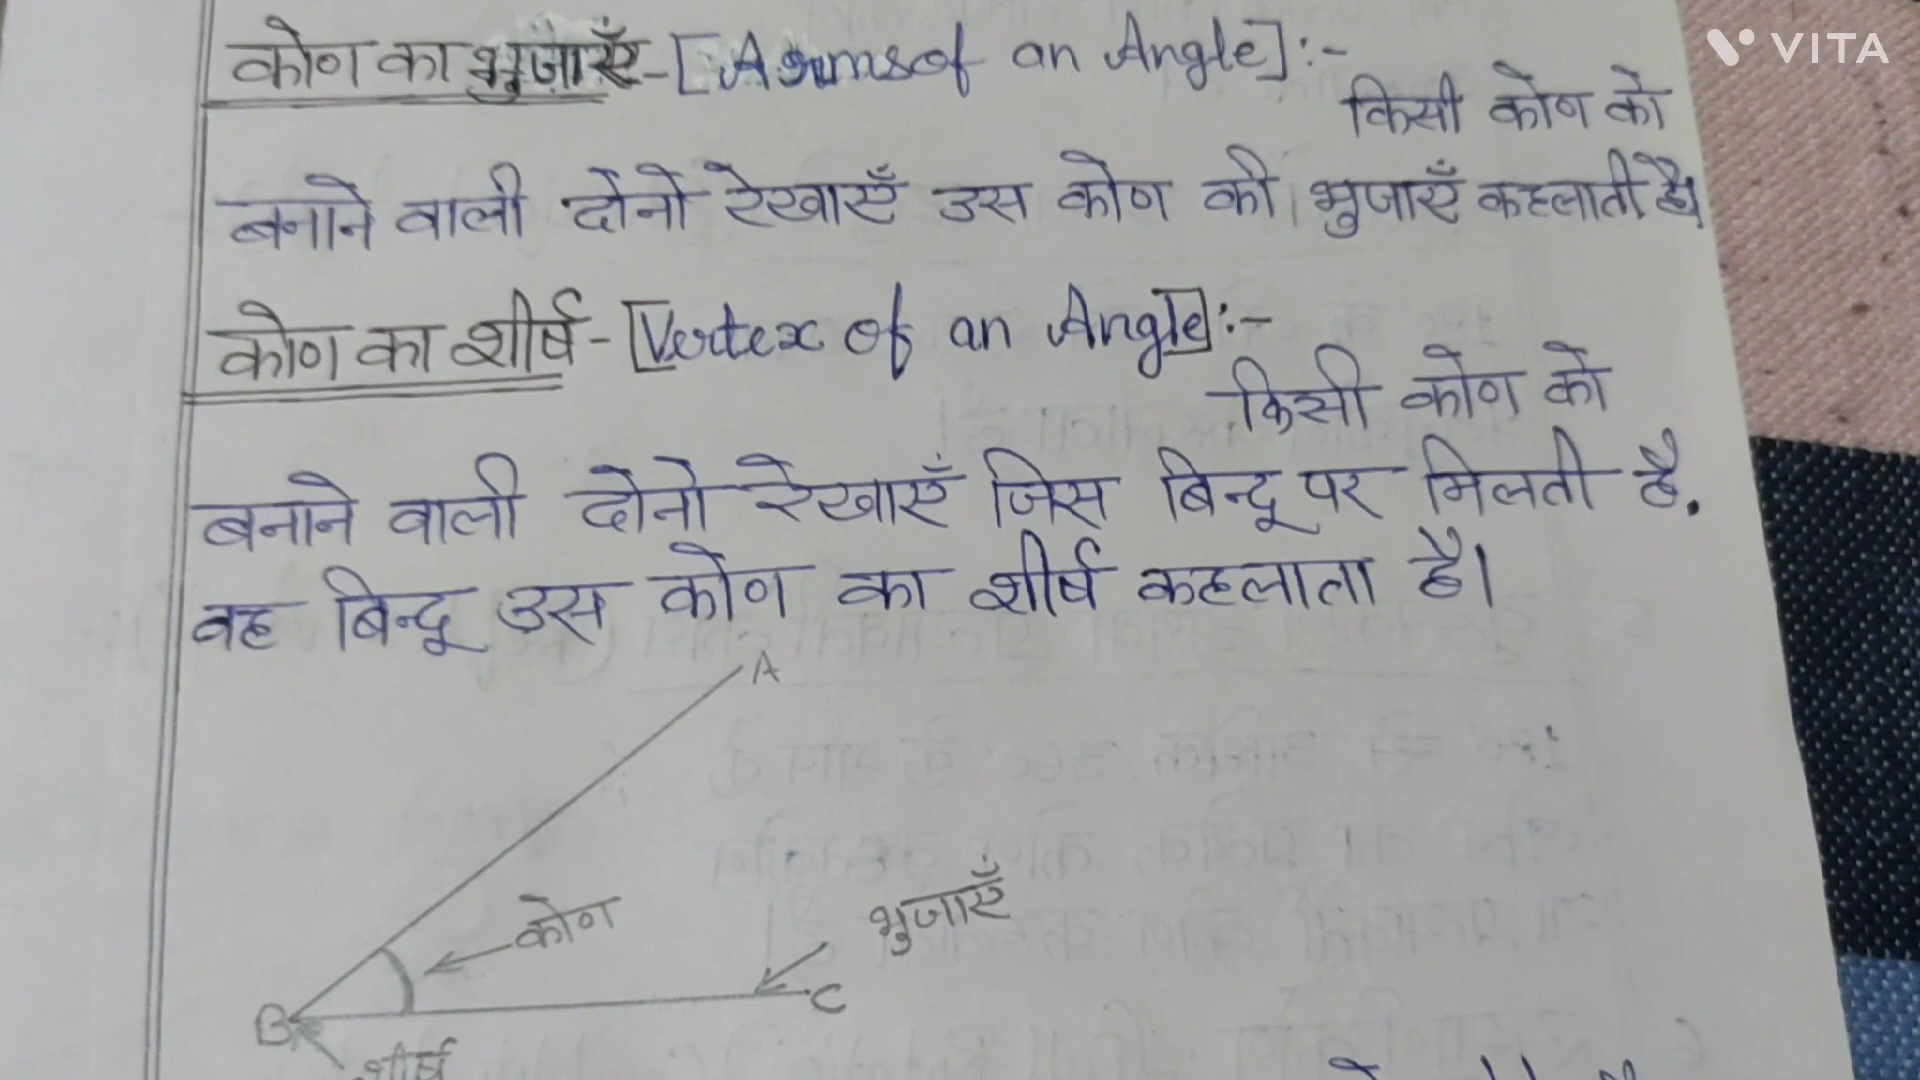 VITA
कोण का भुजाएँ-[Arms of an Angle]:-
किसी कोण को
बनाने वाली दोनो रेखाएँ उस कोण की भुजाएँ कहलाती है।
कोण का शीर्ष-[Vertex of an Angle]:-
किसी कोण को
बनाने वाली दोनो रेखाएँ जिस बिन्दू पर मिलती है.
वह बिन्दू उस कोण का शीर्ष कहलाता है।
A
कोण
भुजाएँ
B
C
शीर्ष